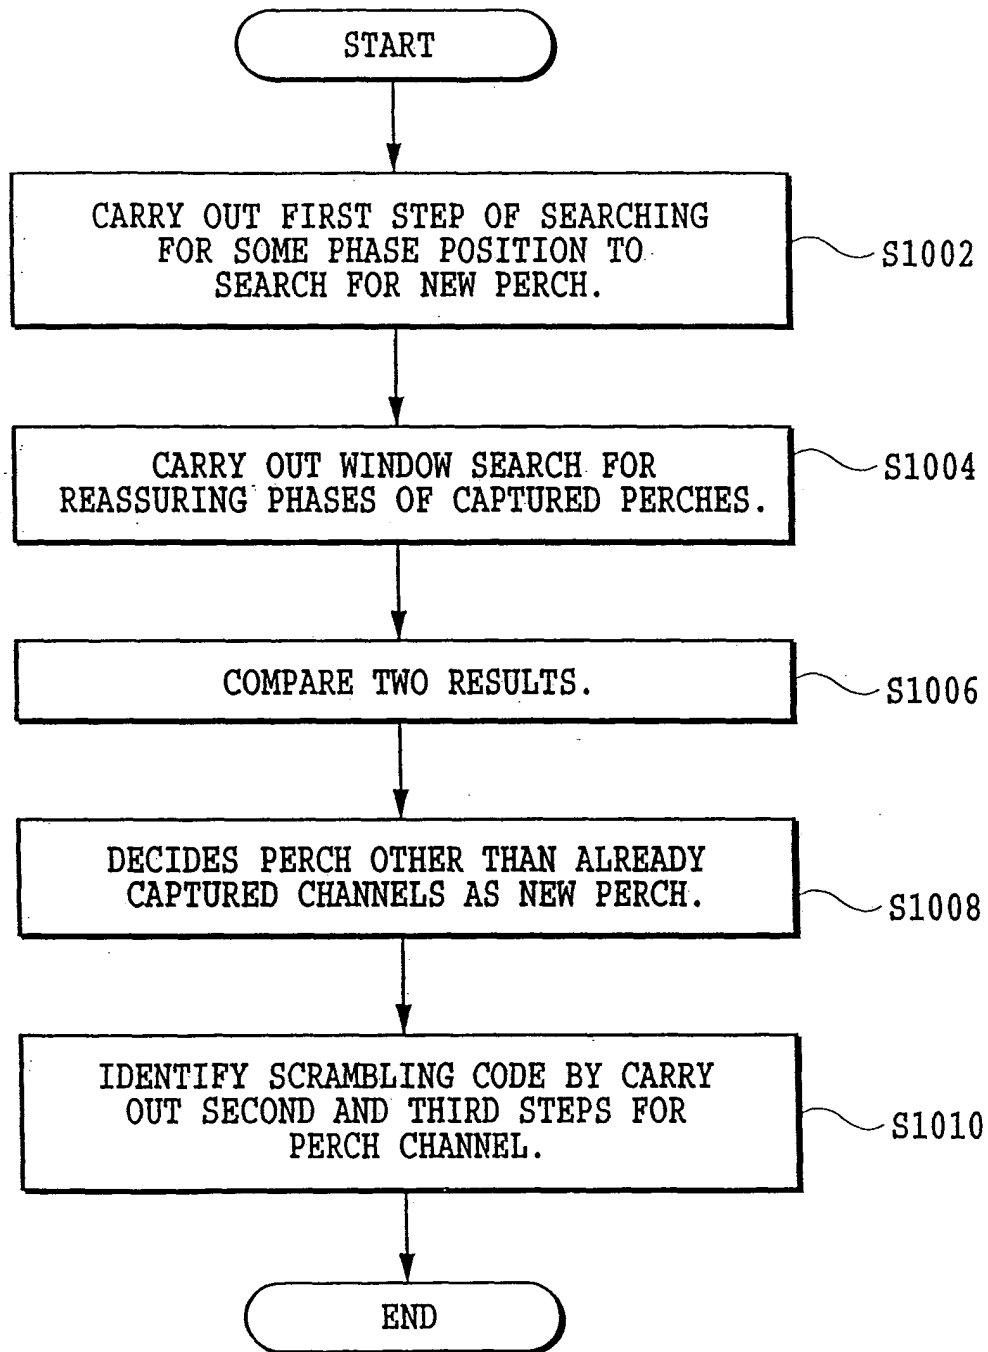 START
CARRY OUT FIRST STEP OF SEARCHING
FOR SOME PHASE POSITION TO
SEARCH FOR NEW PERCH.
S1002
CARRY OUT WINDOW SEARCH FOR
REASSURING PHASES OF CAPTURED PERCHES.
S1004
COMPARE TWO RESULTS.
S1006
DECIDES PERCH OTHER THAN ALREADY
CAPTURED CHANNELS AS NEW PERCH.
S1008
IDENTIFY SCRAMBLING CODE BY CARRY
OUT SECOND AND THIRD STEPS FOR
PERCH CHANNEL.
S1010
END